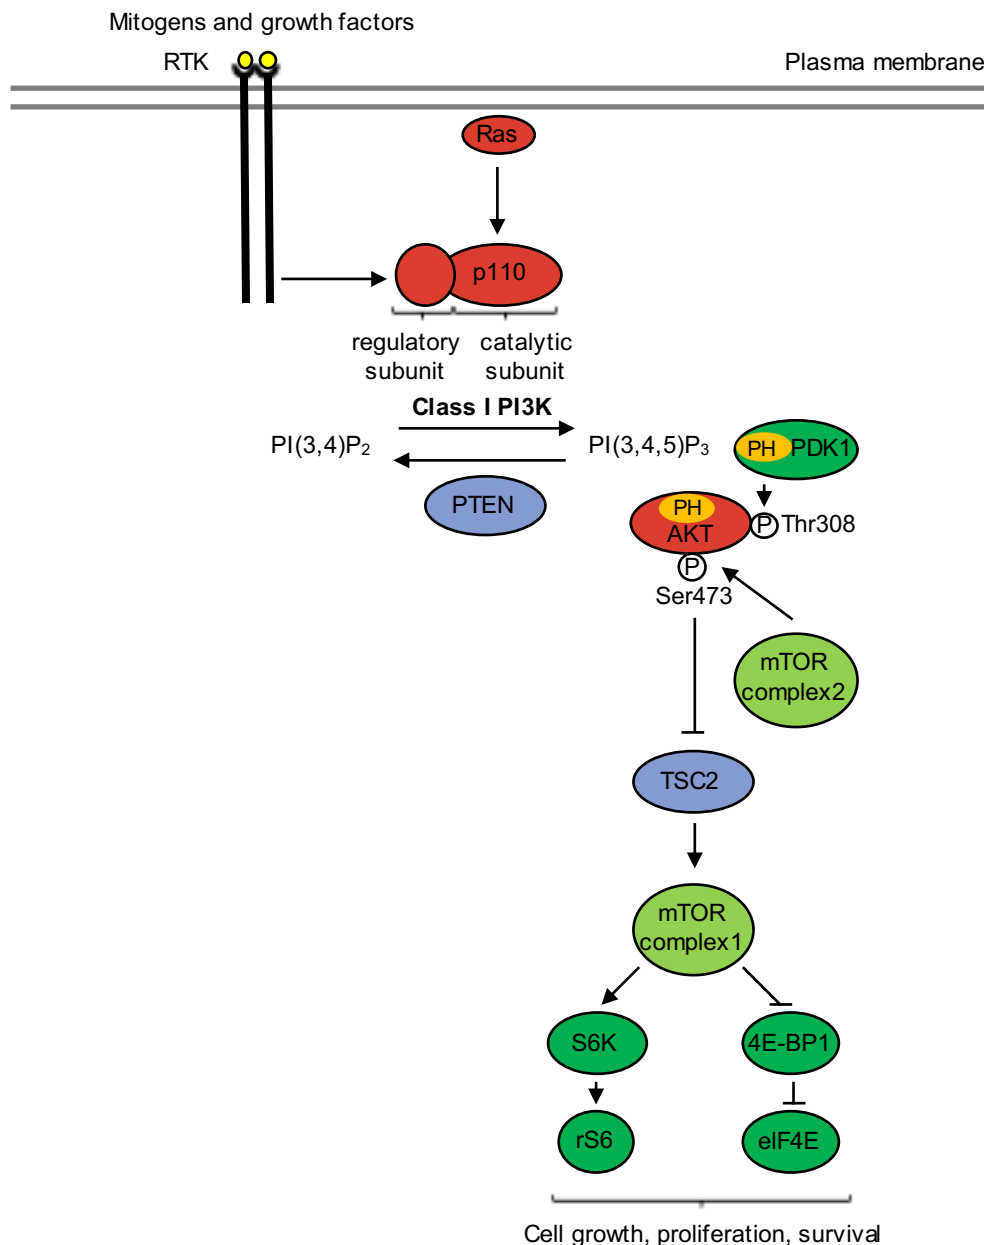 Mitogens and growth factors
RTK
Plasma membrane
Ras
p110
regulatory
subunit
catalytic
subunit
Class I PI3K
PI(3,4)P₂
PI(3,4,5)P₃
PH
PDK1
PTEN
PH
AKT
P
Thr308
P
Ser473
mTOR
complex2
TSC2
mTOR
complex1
S6K
4E-BP1
rS6
eIF4E
Cell growth, proliferation, survival